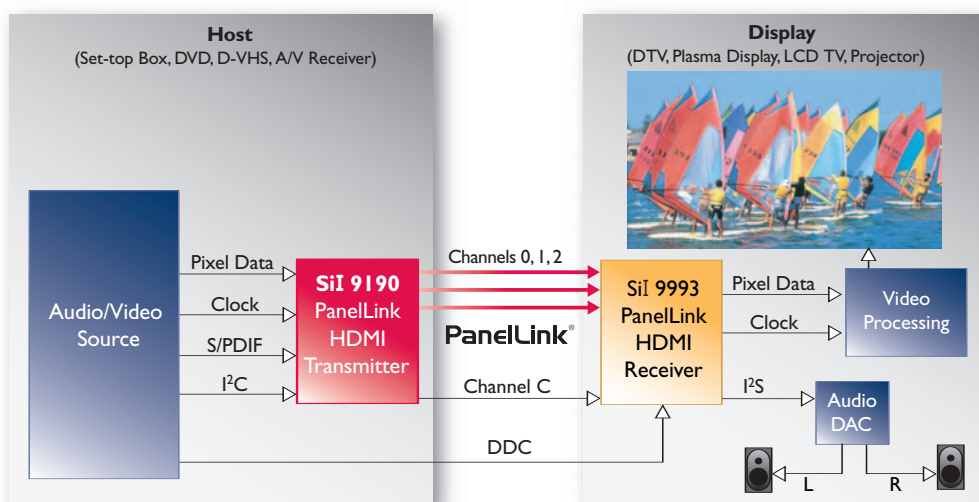 Host
(Set-top Box, DVD, D-VHS, A/V Receiver)
Audio/Video
Source
Pixel Data
Clock
S/PDIF
I²C
SiI 9190
PanelLink
HDMI
Transmitter
Channels 0, 1, 2
PanelLink®
Channel C
DDC
Display
(DTV, Plasma Display, LCD TV, Projector)
SiI 9993
PanelLink
HDMI
Receiver
Pixel Data
Clock
I²S
Video
Processing
Audio
DAC
L
R